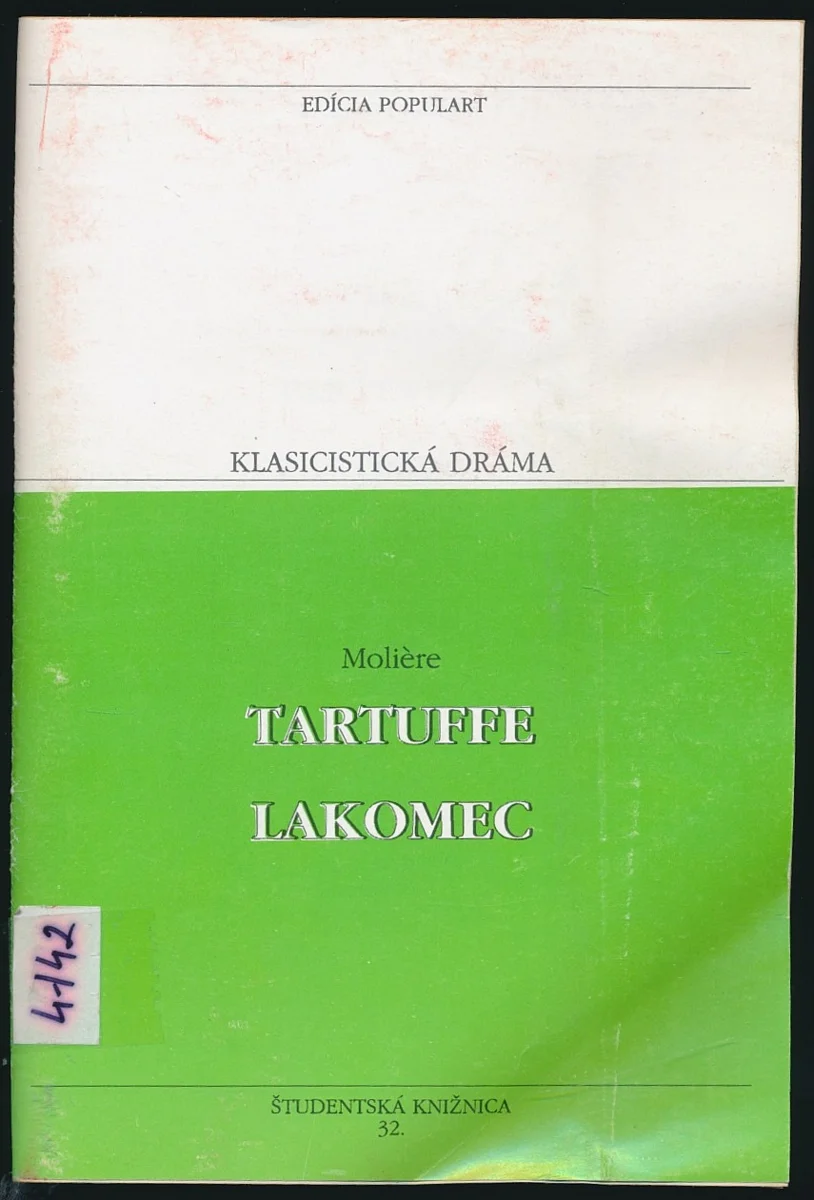 EDÍCIA POPULART
KLASICISTICKÁ DRÁMA
Molière
TARTUFFE
LAKOMEC
4142
ŠTUDENTSKÁ KNIŽNICA
32.